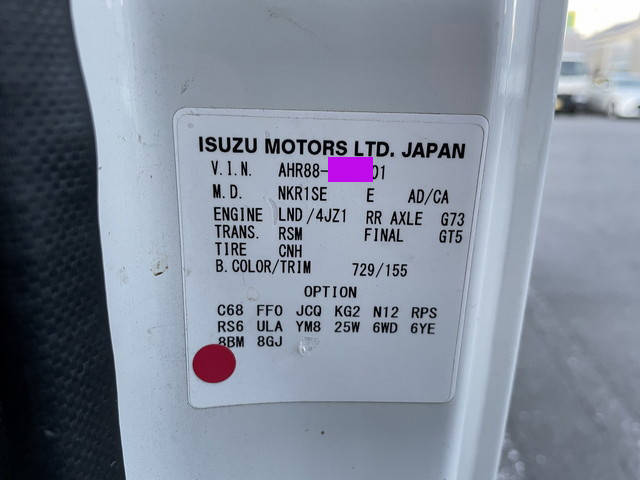 ISUZU MOTORS LTD. JAPAN
V.I.N. AHR88- 01
M.D. NKR1SE E AD/CA
ENGINE LND/4JZ1 RR AXLE G73
TRANS. RSM FINAL GT5
TIRE CNH
B.COLOR/TRIM 729/155
OPTION
C68 FF0 JCQ KG2 N12 RPS
RS6 ULA YM8 25W 6WD 6YE
8BM 8GJ